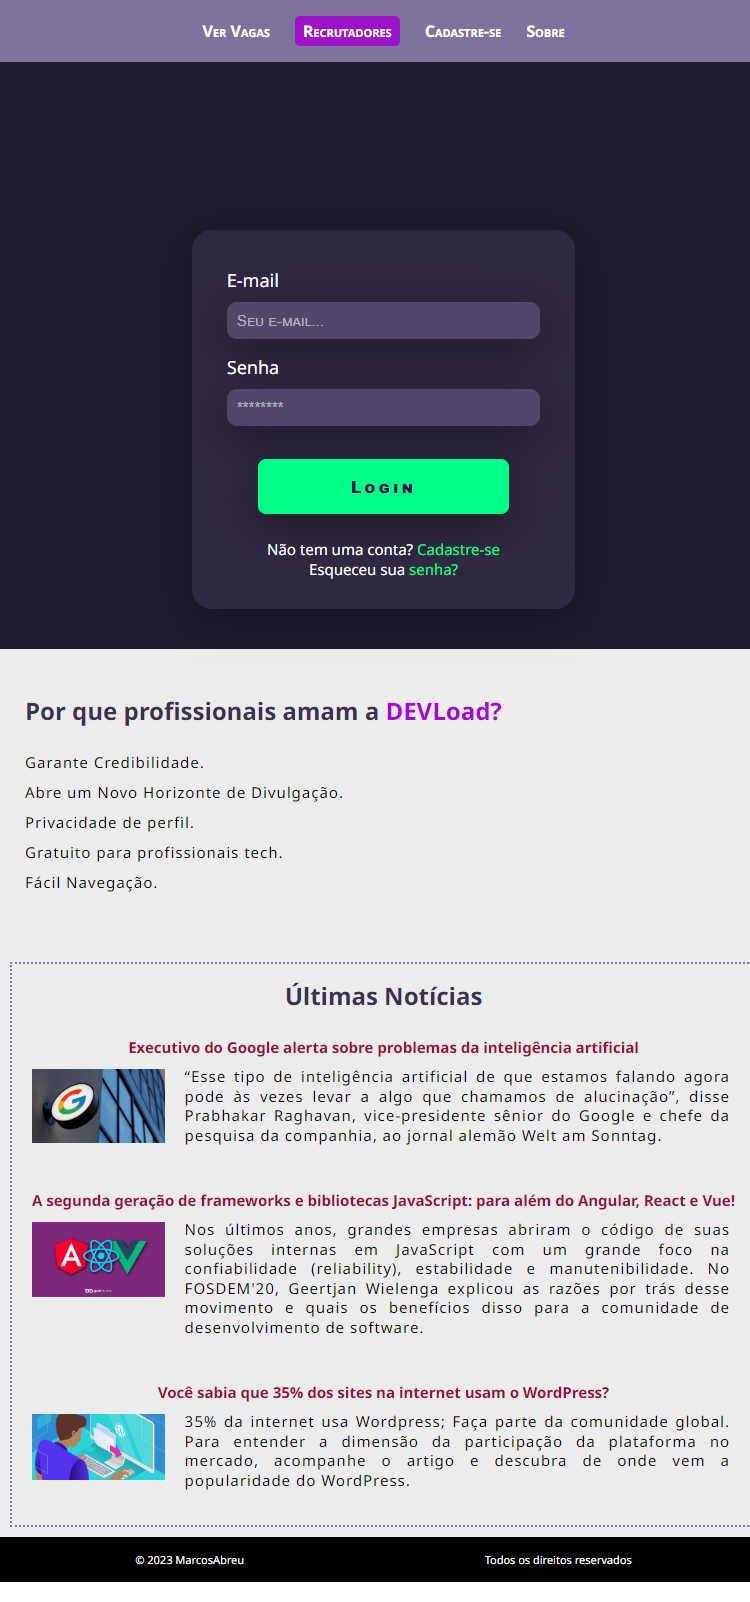 Ver Vagas Recrutadores Cadastre-se Sobre
E-mail
Seu e-mail...
Senha
********
Login
Não tem uma conta? Cadastre-se
Esqueceu sua senha?
Por que profissionais amam a DEVLoad?
Garante Credibilidade.
Abre um Novo Horizonte de Divulgação.
Privacidade de perfil.
Gratuito para profissionais tech.
Fácil Navegação.
Últimas Notícias
Executivo do Google alerta sobre problemas da inteligência artificial
“Esse tipo de inteligência artificial de que estamos falando agora
pode às vezes levar a algo que chamamos de alucinação”, disse
Prabhakar Raghavan, vice-presidente sênior do Google e chefe da
pesquisa da companhia, ao jornal alemão Welt am Sonntag.
A segunda geração de frameworks e bibliotecas JavaScript: para além do Angular, React e Vue!
Nos últimos anos, grandes empresas abriram o código de suas
soluções internas em JavaScript com um grande foco na
confiabilidade (reliability), estabilidade e manutenibilidade. No
FOSDEM'20, Geertjan Wielenga explicou as razões por trás desse
movimento e quais os benefícios disso para a comunidade de
desenvolvimento de software.
Você sabia que 35% dos sites na internet usam o WordPress?
35% da internet usa Wordpress; Faça parte da comunidade global.
Para entender a dimensão da participação da plataforma no
mercado, acompanhe o artigo e descubra de onde vem a
popularidade do WordPress.
© 2023 MarcosAbreu Todos os direitos reservados